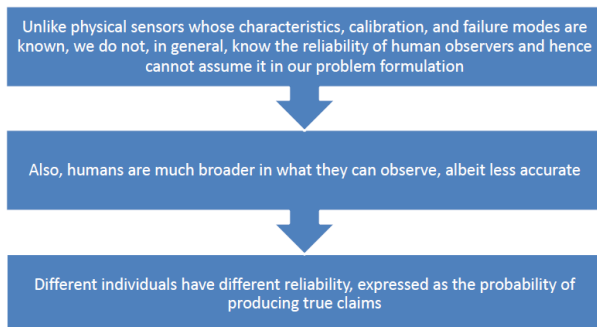 Unlike physical sensors whose characteristics, calibration, and failure modes are
known, we do not, in general, know the reliability of human observers and hence
cannot assume it in our problem formulation
Also, humans are much broader in what they can observe, albeit less accurate
Different individuals have different reliability, expressed as the probability of
producing true claims